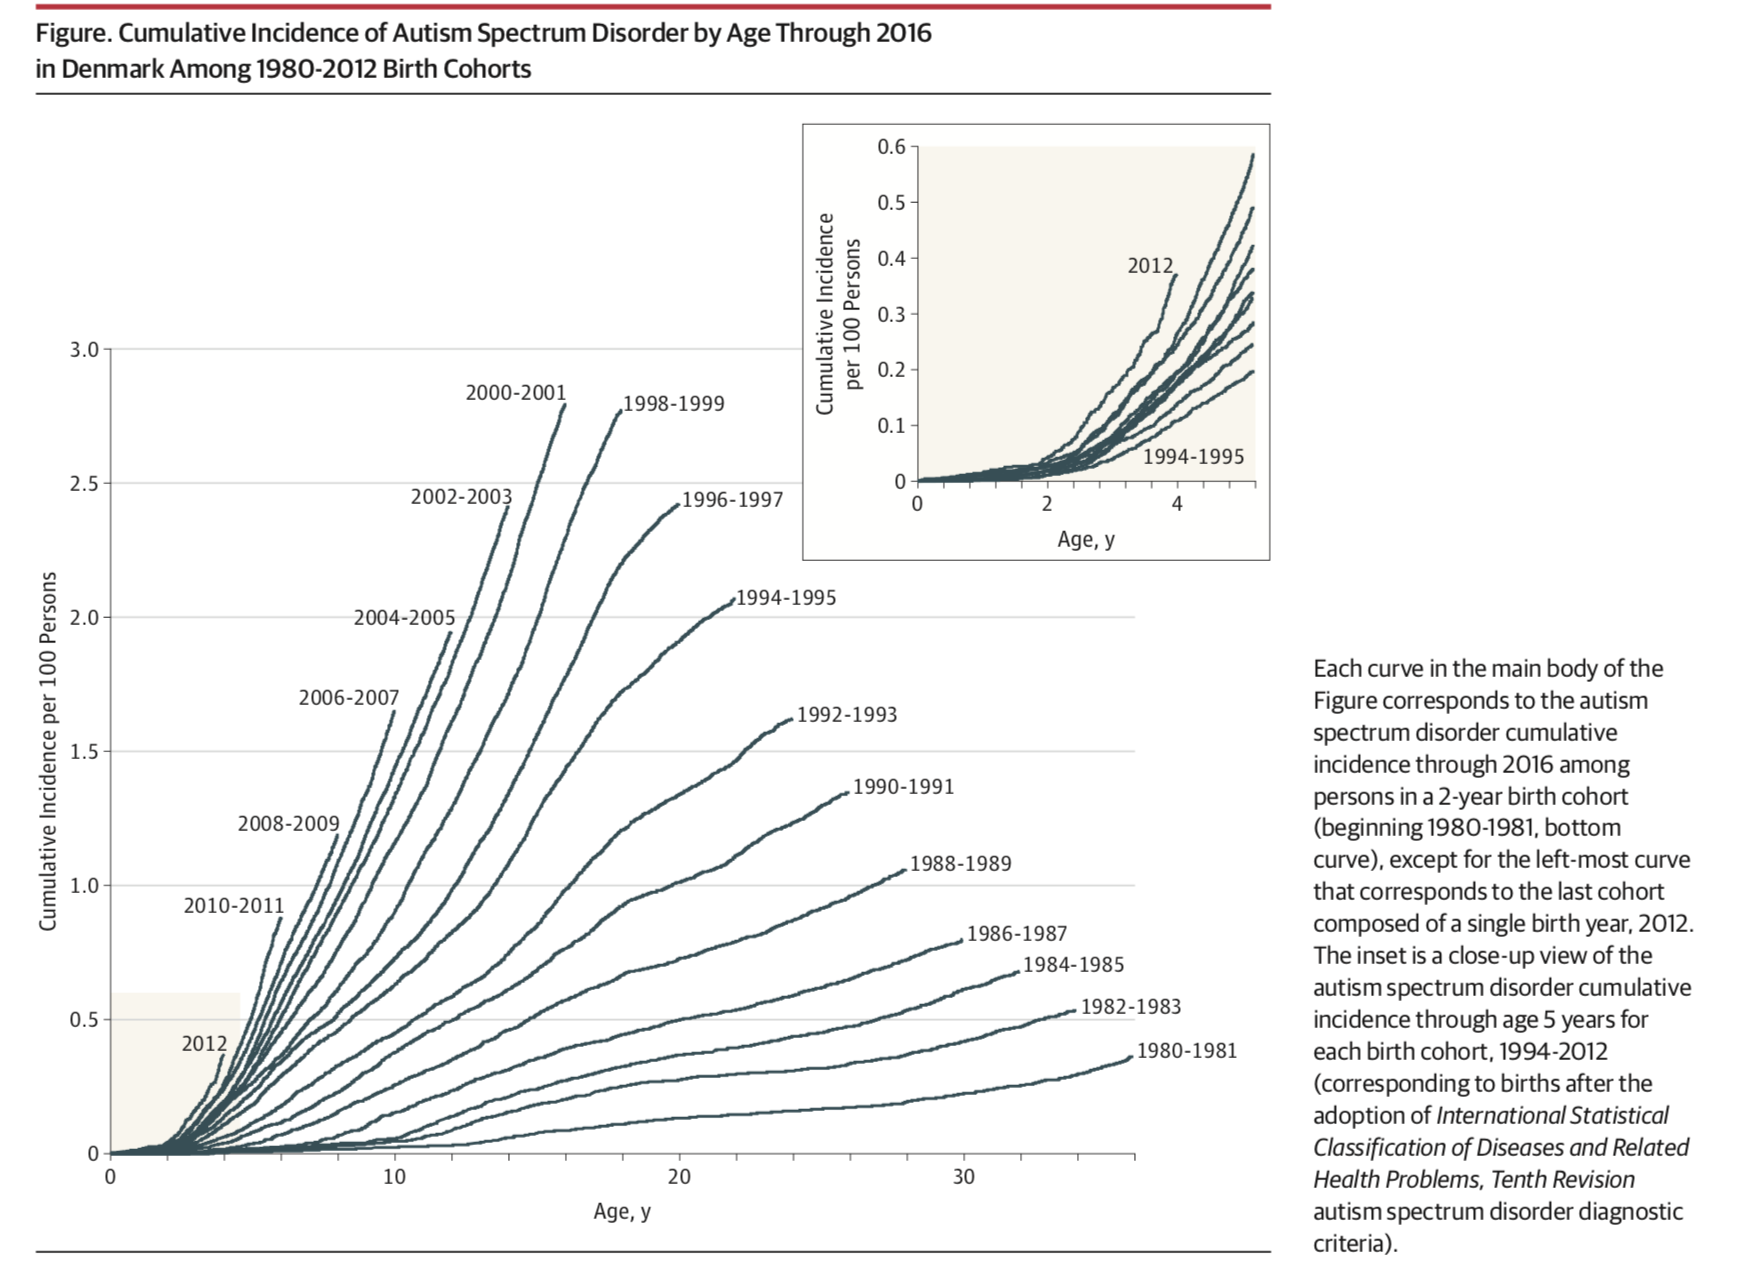 Figure. Cumulative Incidence of Autism Spectrum Disorder by Age Through 2016
in Denmark Among 1980-2012 Birth Cohorts
0.6
0.5
0.4
0.3
0.2
0.1
0
Cumulative Incidence
per 100 Persons
2012
1994-1995
0
2
4
Age, y
3.0
2.5
2.0
1.5
1.0
0.5
0
Cumulative Incidence per 100 Persons
2000-2001
1998-1999
2002-2003
1996-1997
2004-2005
1994-1995
2006-2007
1992-1993
1990-1991
2008-2009
1988-1989
2010-2011
1986-1987
1984-1985
1982-1983
2012
1980-1981
0
10
20
30
Age, y
Each curve in the main body of the
Figure corresponds to the autism
spectrum disorder cumulative
incidence through 2016 among
persons in a 2-year birth cohort
(beginning 1980-1981, bottom
curve), except for the left-most curve
that corresponds to the last cohort
composed of a single birth year, 2012.
The inset is a close-up view of the
autism spectrum disorder cumulative
incidence through age 5 years for
each birth cohort, 1994-2012
(corresponding to births after the
adoption of International Statistical
Classification of Diseases and Related
Health Problems, Tenth Revision
autism spectrum disorder diagnostic
criteria).